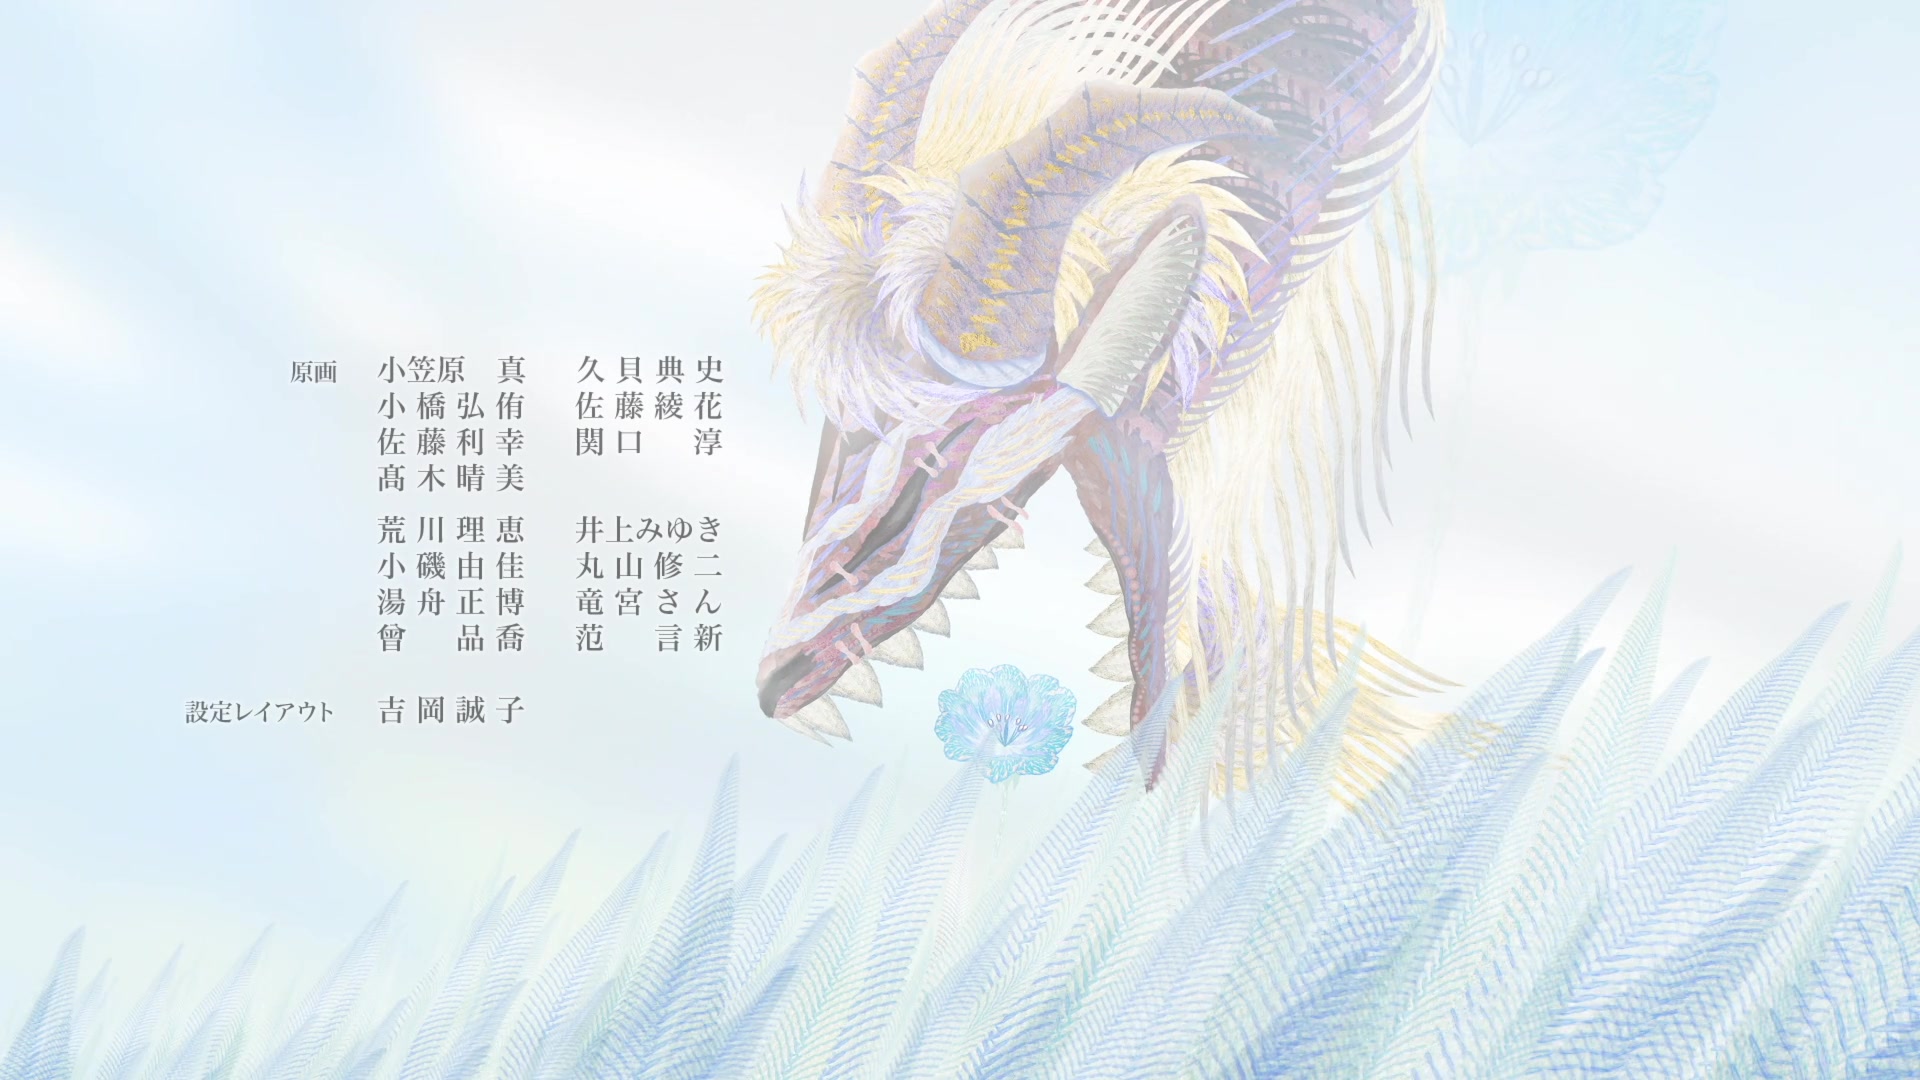 原画 小笠原 真 久貝典史
小橋弘侑 佐藤綾花
佐藤利幸 関口 淳
髙木晴美
荒川理恵 井上みゆき
小磯由佳 丸山修二
湯舟正博 竜宮さん
曾 品喬 范 言新
設定レイアウト 吉岡誠子